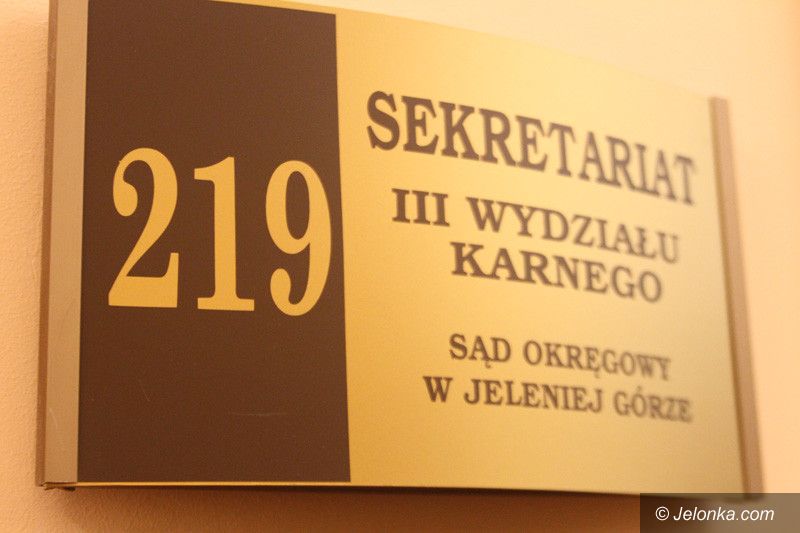 219
SEKRETARIAT
III WYDZIAŁU
KARNEGO
SĄD OKRĘGOWY
W JELENIEJ GÓRZE
© Jelonka.com